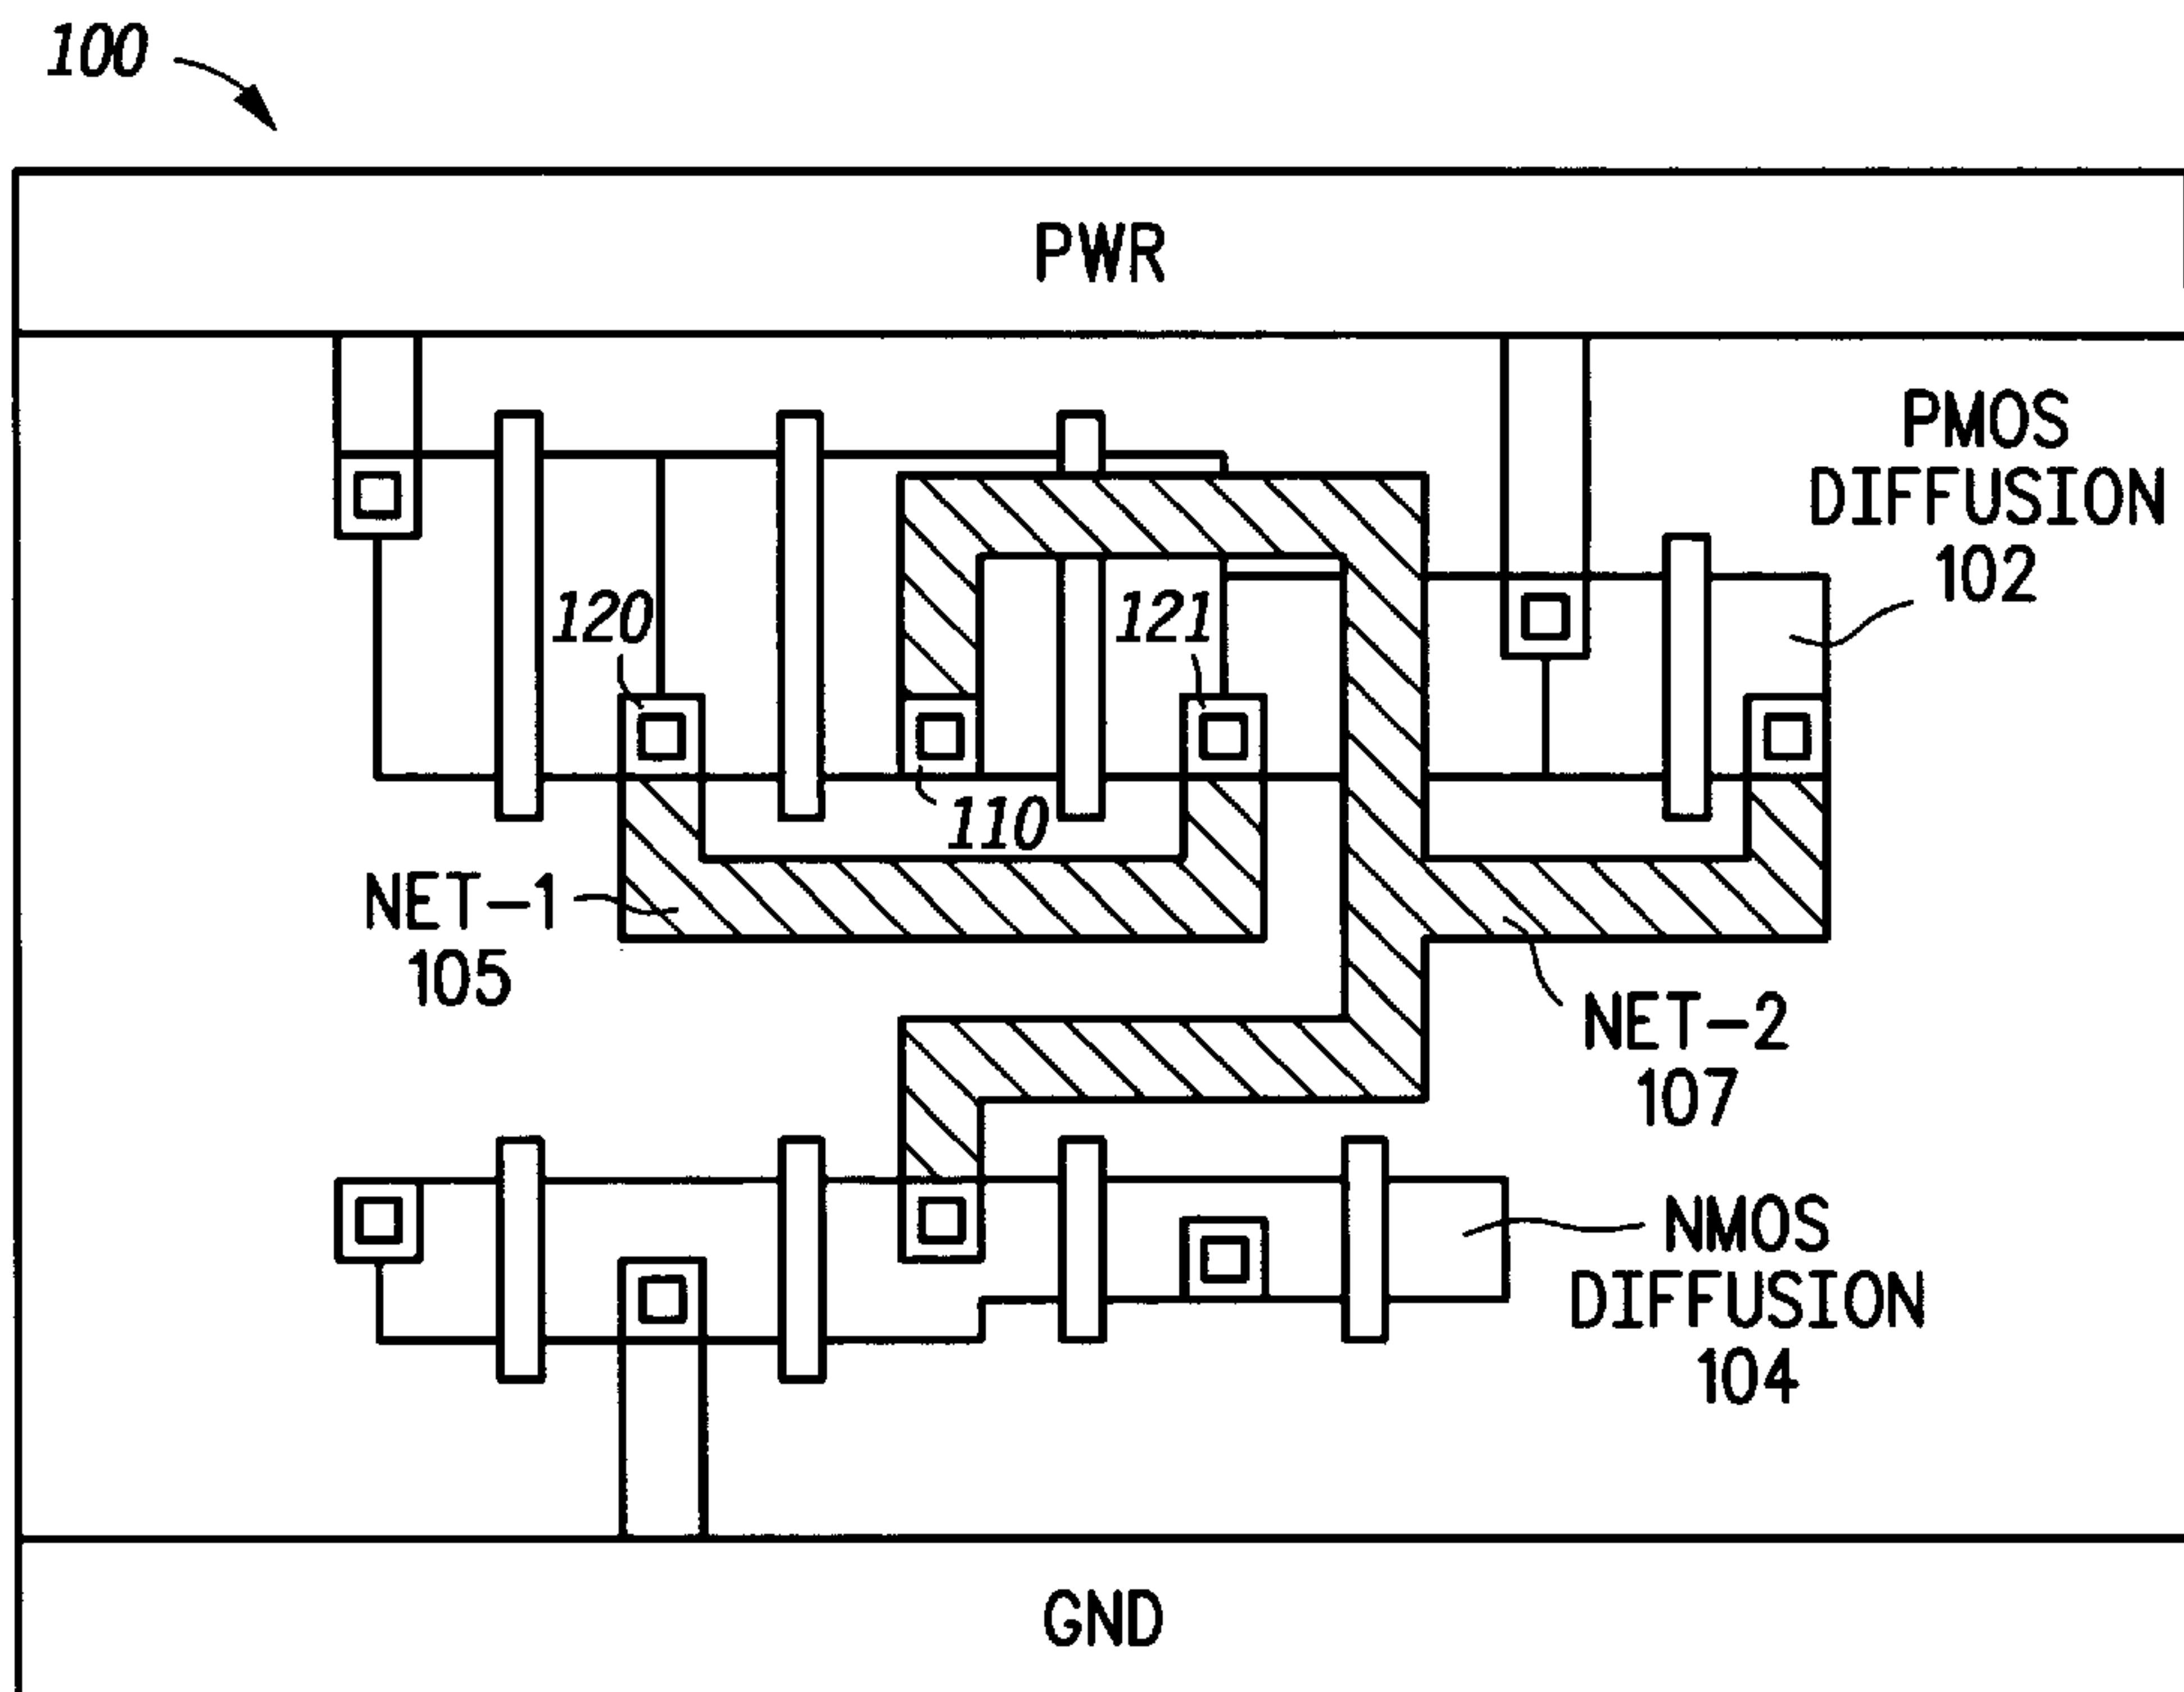 100
PWR
PMOS
DIFFUSION
102
120
121
110
NET-1
105
NET-2
107
NMOS
DIFFUSION
104
GND